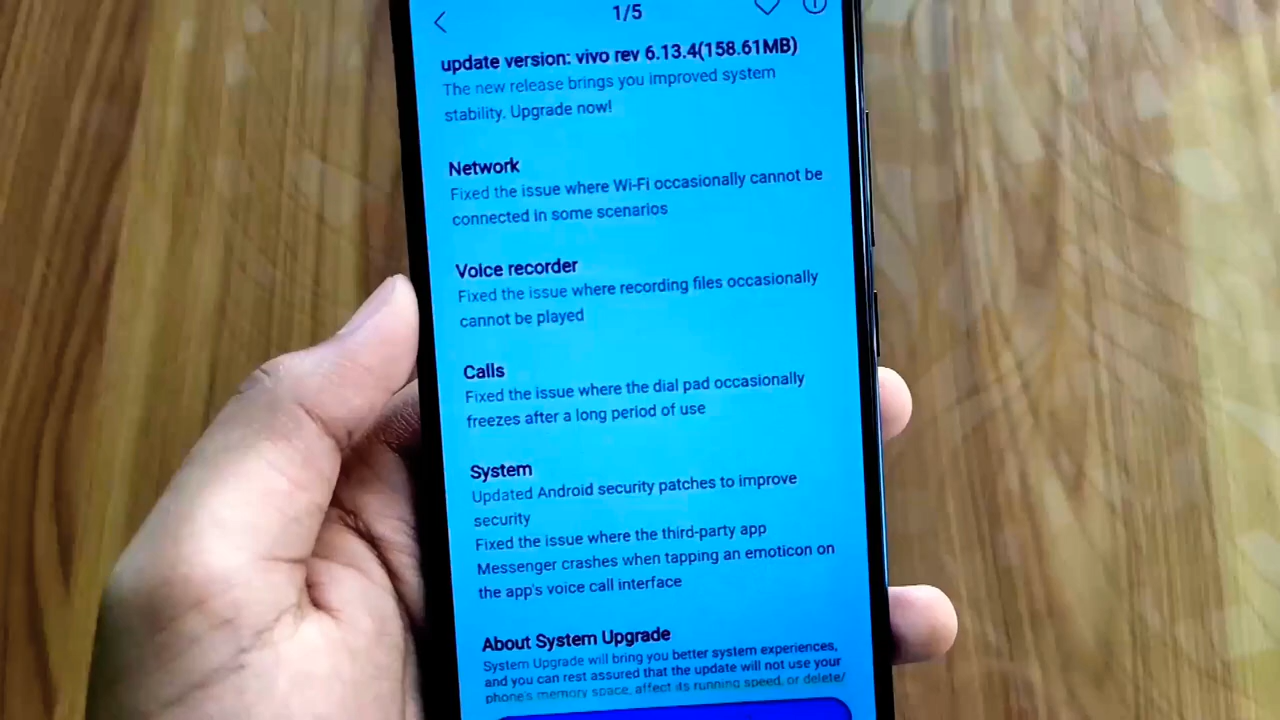 1/5
update version: vivo rev 6.13.4(158.61MB)
The new release brings you improved system
stability. Upgrade now!
Network
Fixed the issue where Wi-Fi occasionally cannot be
connected in some scenarios
Voice recorder
Fixed the issue where recording files occasionally
cannot be played
Calls
Fixed the issue where the dial pad occasionally
freezes after a long period of use
System
Updated Android security patches to improve
security
Fixed the issue where the third-party app
Messenger crashes when tapping an emoticon on
the app's voice call interface
About System Upgrade
System Upgrade will bring you better system experiences,
and you can rest assured that the update will not use your
phone's memory space, affect its running speed, or delete/